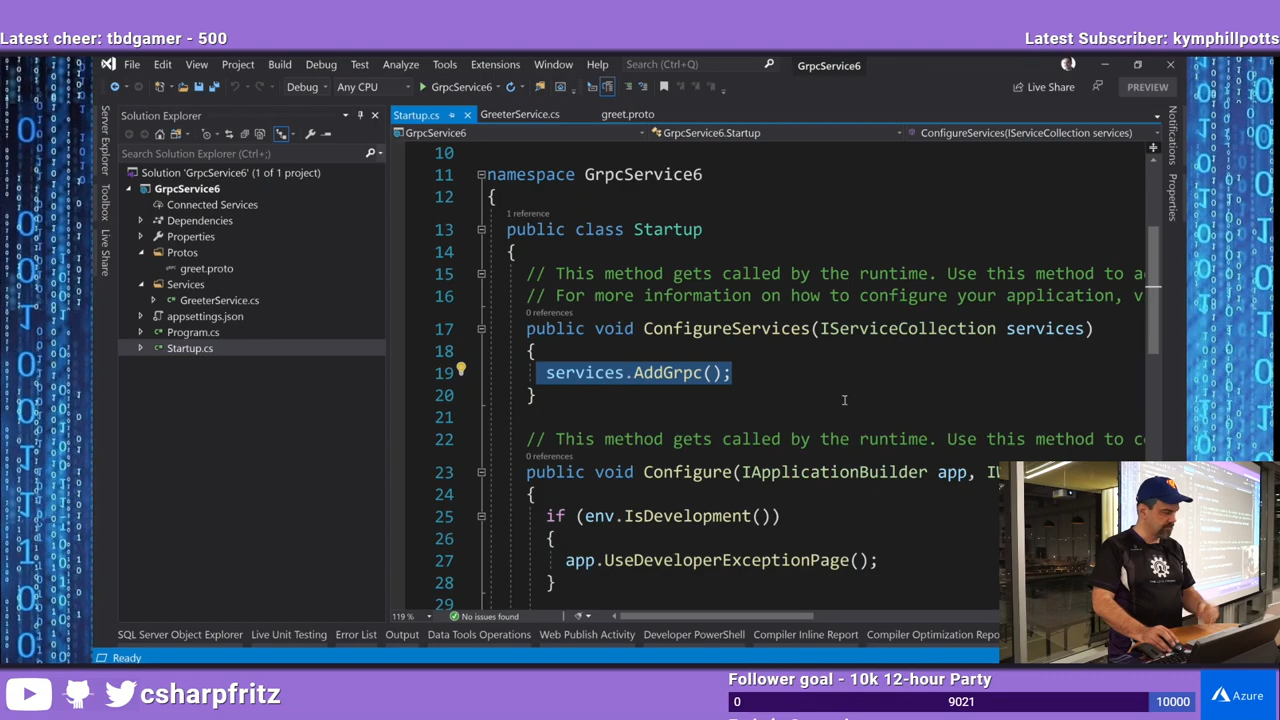 Latest cheer: tbdgamer - 500
Latest Subscriber: kymphillpotts
File Edit View Project Build Debug Test Analyze Tools Extensions Window Help Search (Ctrl+Q) GrpcService6
Debug Any CPU GrpcService6 Live Share PREVIEW
Server Explorer
Toolbox
Live Share
Solution Explorer
Search Solution Explorer (Ctrl+;)
Solution 'GrpcService6' (1 of 1 project)
GrpcService6
Connected Services
Dependencies
Properties
Protos
greet.proto
Services
GreeterService.cs
appsettings.json
Program.cs
Startup.cs
Startup.cs GreeterService.cs greet.proto
GrpcService6 GrpcService6.Startup ConfigureServices(IServiceCollection services)
10
11 namespace GrpcService6
12 {
1 reference
13 public class Startup
14 {
15 // This method gets called by the runtime. Use this method to a
16 // For more information on how to configure your application, v
0 references
17 public void ConfigureServices(IServiceCollection services)
18 {
19 services.AddGrpc();
20 }
21
22 // This method gets called by the runtime. Use this method to c
0 references
23 public void Configure(IApplicationBuilder app, IW
24 {
25 if (env.IsDevelopment())
26 {
27 app.UseDeveloperExceptionPage();
28 }
29
119 % No issues found
Notifications
Properties
SQL Server Object Explorer Live Unit Testing Error List Output Data Tools Operations Web Publish Activity Developer PowerShell Compiler Inline Report Compiler Optimization Repo
Ready
csharpfritz
Follower goal - 10k 12-hour Party
0 9021 10000
Azure